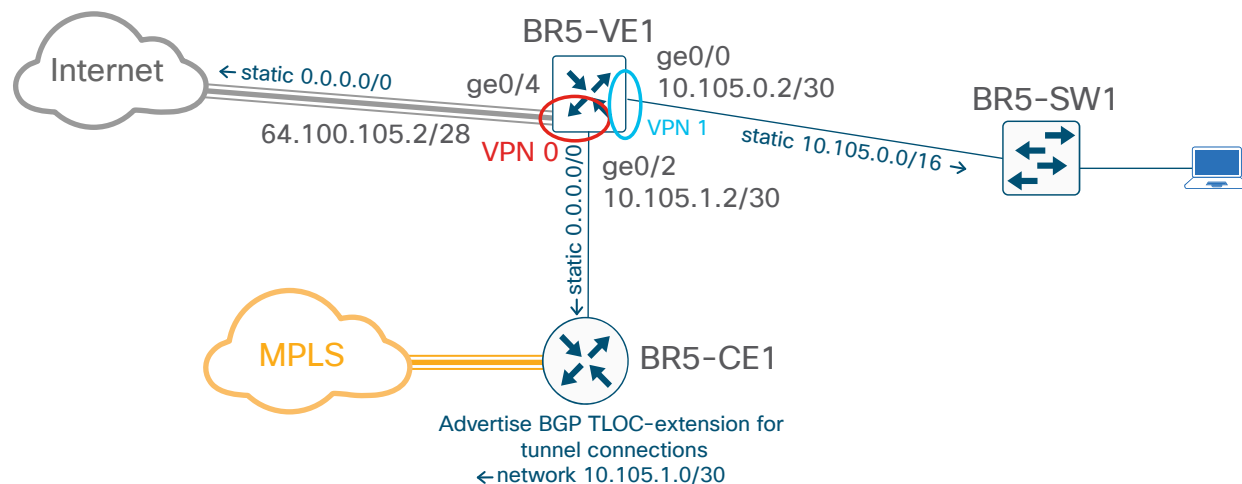 BR5-VE1
Internet
← static 0.0.0.0/0
ge0/4
ge0/0
10.105.0.2/30
BR5-SW1
64.100.105.2/28
VPN 0
VPN 1
static 10.105.0.0/16 →
ge0/2
10.105.1.2/30
← static 0.0.0.0/0
MPLS
BR5-CE1
Advertise BGP TLOC-extension for
tunnel connections
← network 10.105.1.0/30